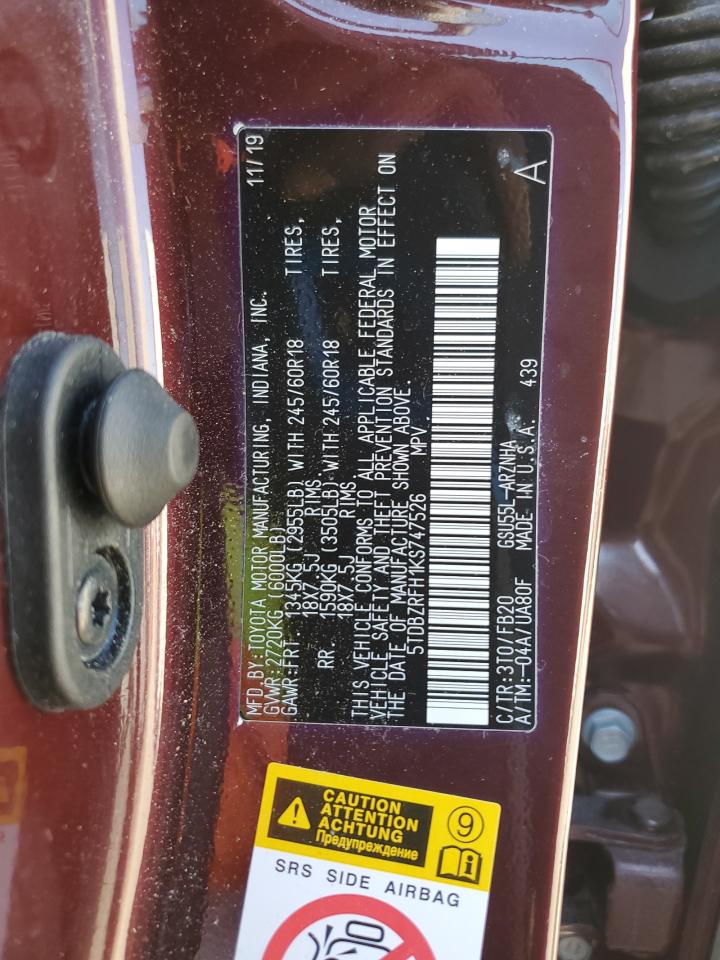 MFD BY: TOYOTA MOTOR MANUFACTURING, INDIANA, INC. 11/19
GVWR:2720KG (6000LB)
GAWR:FRT. 1345KG (2955LB) WITH 245/60R18 TIRES,
18X7.5J RIMS,
RR. 1590KG (3505LB) WITH 245/60R18 TIRES,
18X7.5J RIMS,
THIS VEHICLE CONFORMS TO ALL APPLICABLE FEDERAL MOTOR
VEHICLE SAFETY AND THEFT PREVENTION STANDARDS IN EFFECT ON
THE DATE OF MANUFACTURE SHOWN ABOVE.
5TDBZRFH1KS747526 MPV
C/TR:3T0/FB20 GSU55L-ARZNHA 439
A/TM:-04A/UA80F MADE IN U.S.A. A
CAUTION
ATTENTION
ACHTUNG
Предупреждение
9
i
SRS SIDE AIRBAG